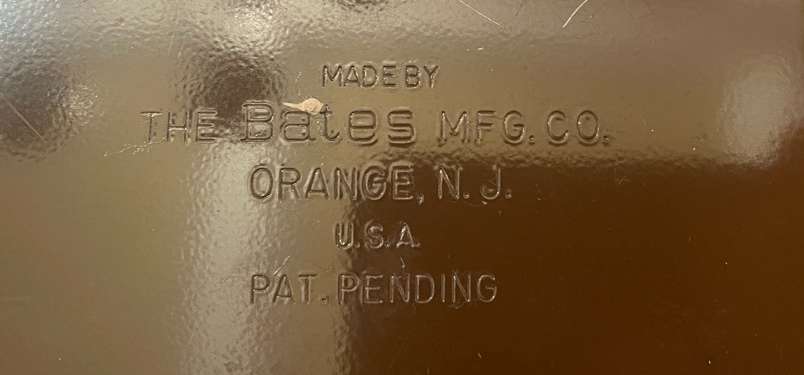 MADE BY
THE Bates MFG. CO.
ORANGE, N. J.
U.S.A.
PAT. PENDING